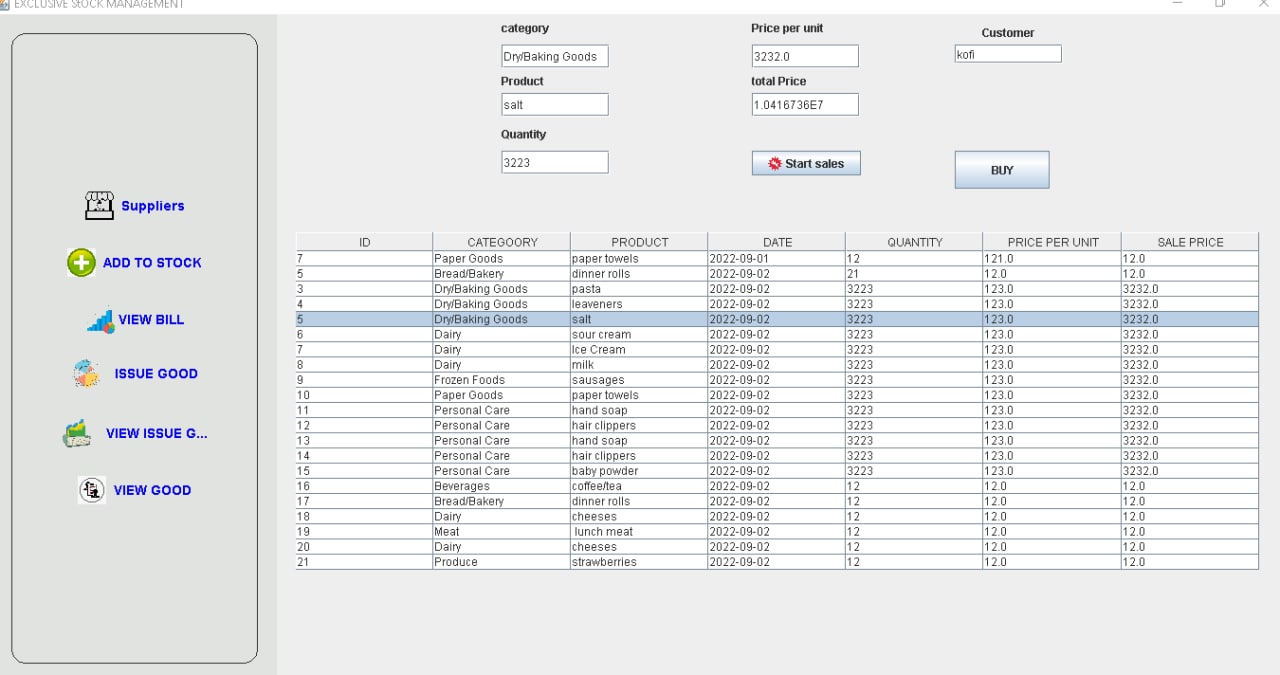 EXCLUSIVE StOCK MANAGEMENT
Suppliers
ADD TO STOCK
VIEW BILL
ISSUE GOOD
VIEW ISSUE G...
VIEW GOOD
category
Dry/Baking Goods
Product
salt
Quantity
3223
Price per unit
3232.0
total Price
1.0416736E7
Start sales
Customer
kofi
BUY
ID CATEGOORY PRODUCT DATE QUANTITY PRICE PER UNIT SALE PRICE
7 Paper Goods paper towels 2022-09-01 12 121.0 12.0
5 Bread/Bakery dinner rolls 2022-09-02 21 12.0 12.0
3 Dry/Baking Goods pasta 2022-09-02 3223 123.0 3232.0
4 Dry/Baking Goods leaveners 2022-09-02 3223 123.0 3232.0
5 Dry/Baking Goods salt 2022-09-02 3223 123.0 3232.0
6 Dairy sour cream 2022-09-02 3223 123.0 3232.0
7 Dairy Ice Cream 2022-09-02 3223 123.0 3232.0
8 Dairy milk 2022-09-02 3223 123.0 3232.0
9 Frozen Foods sausages 2022-09-02 3223 123.0 3232.0
10 Paper Goods paper towels 2022-09-02 3223 123.0 3232.0
11 Personal Care hand soap 2022-09-02 3223 123.0 3232.0
12 Personal Care hair clippers 2022-09-02 3223 123.0 3232.0
13 Personal Care hand soap 2022-09-02 3223 123.0 3232.0
14 Personal Care hair clippers 2022-09-02 3223 123.0 3232.0
15 Personal Care baby powder 2022-09-02 3223 123.0 3232.0
16 Beverages coffee/tea 2022-09-02 12 12.0 12.0
17 Bread/Bakery dinner rolls 2022-09-02 12 12.0 12.0
18 Dairy cheeses 2022-09-02 12 12.0 12.0
19 Meat lunch meat 2022-09-02 12 12.0 12.0
20 Dairy cheeses 2022-09-02 12 12.0 12.0
21 Produce strawberries 2022-09-02 12 12.0 12.0